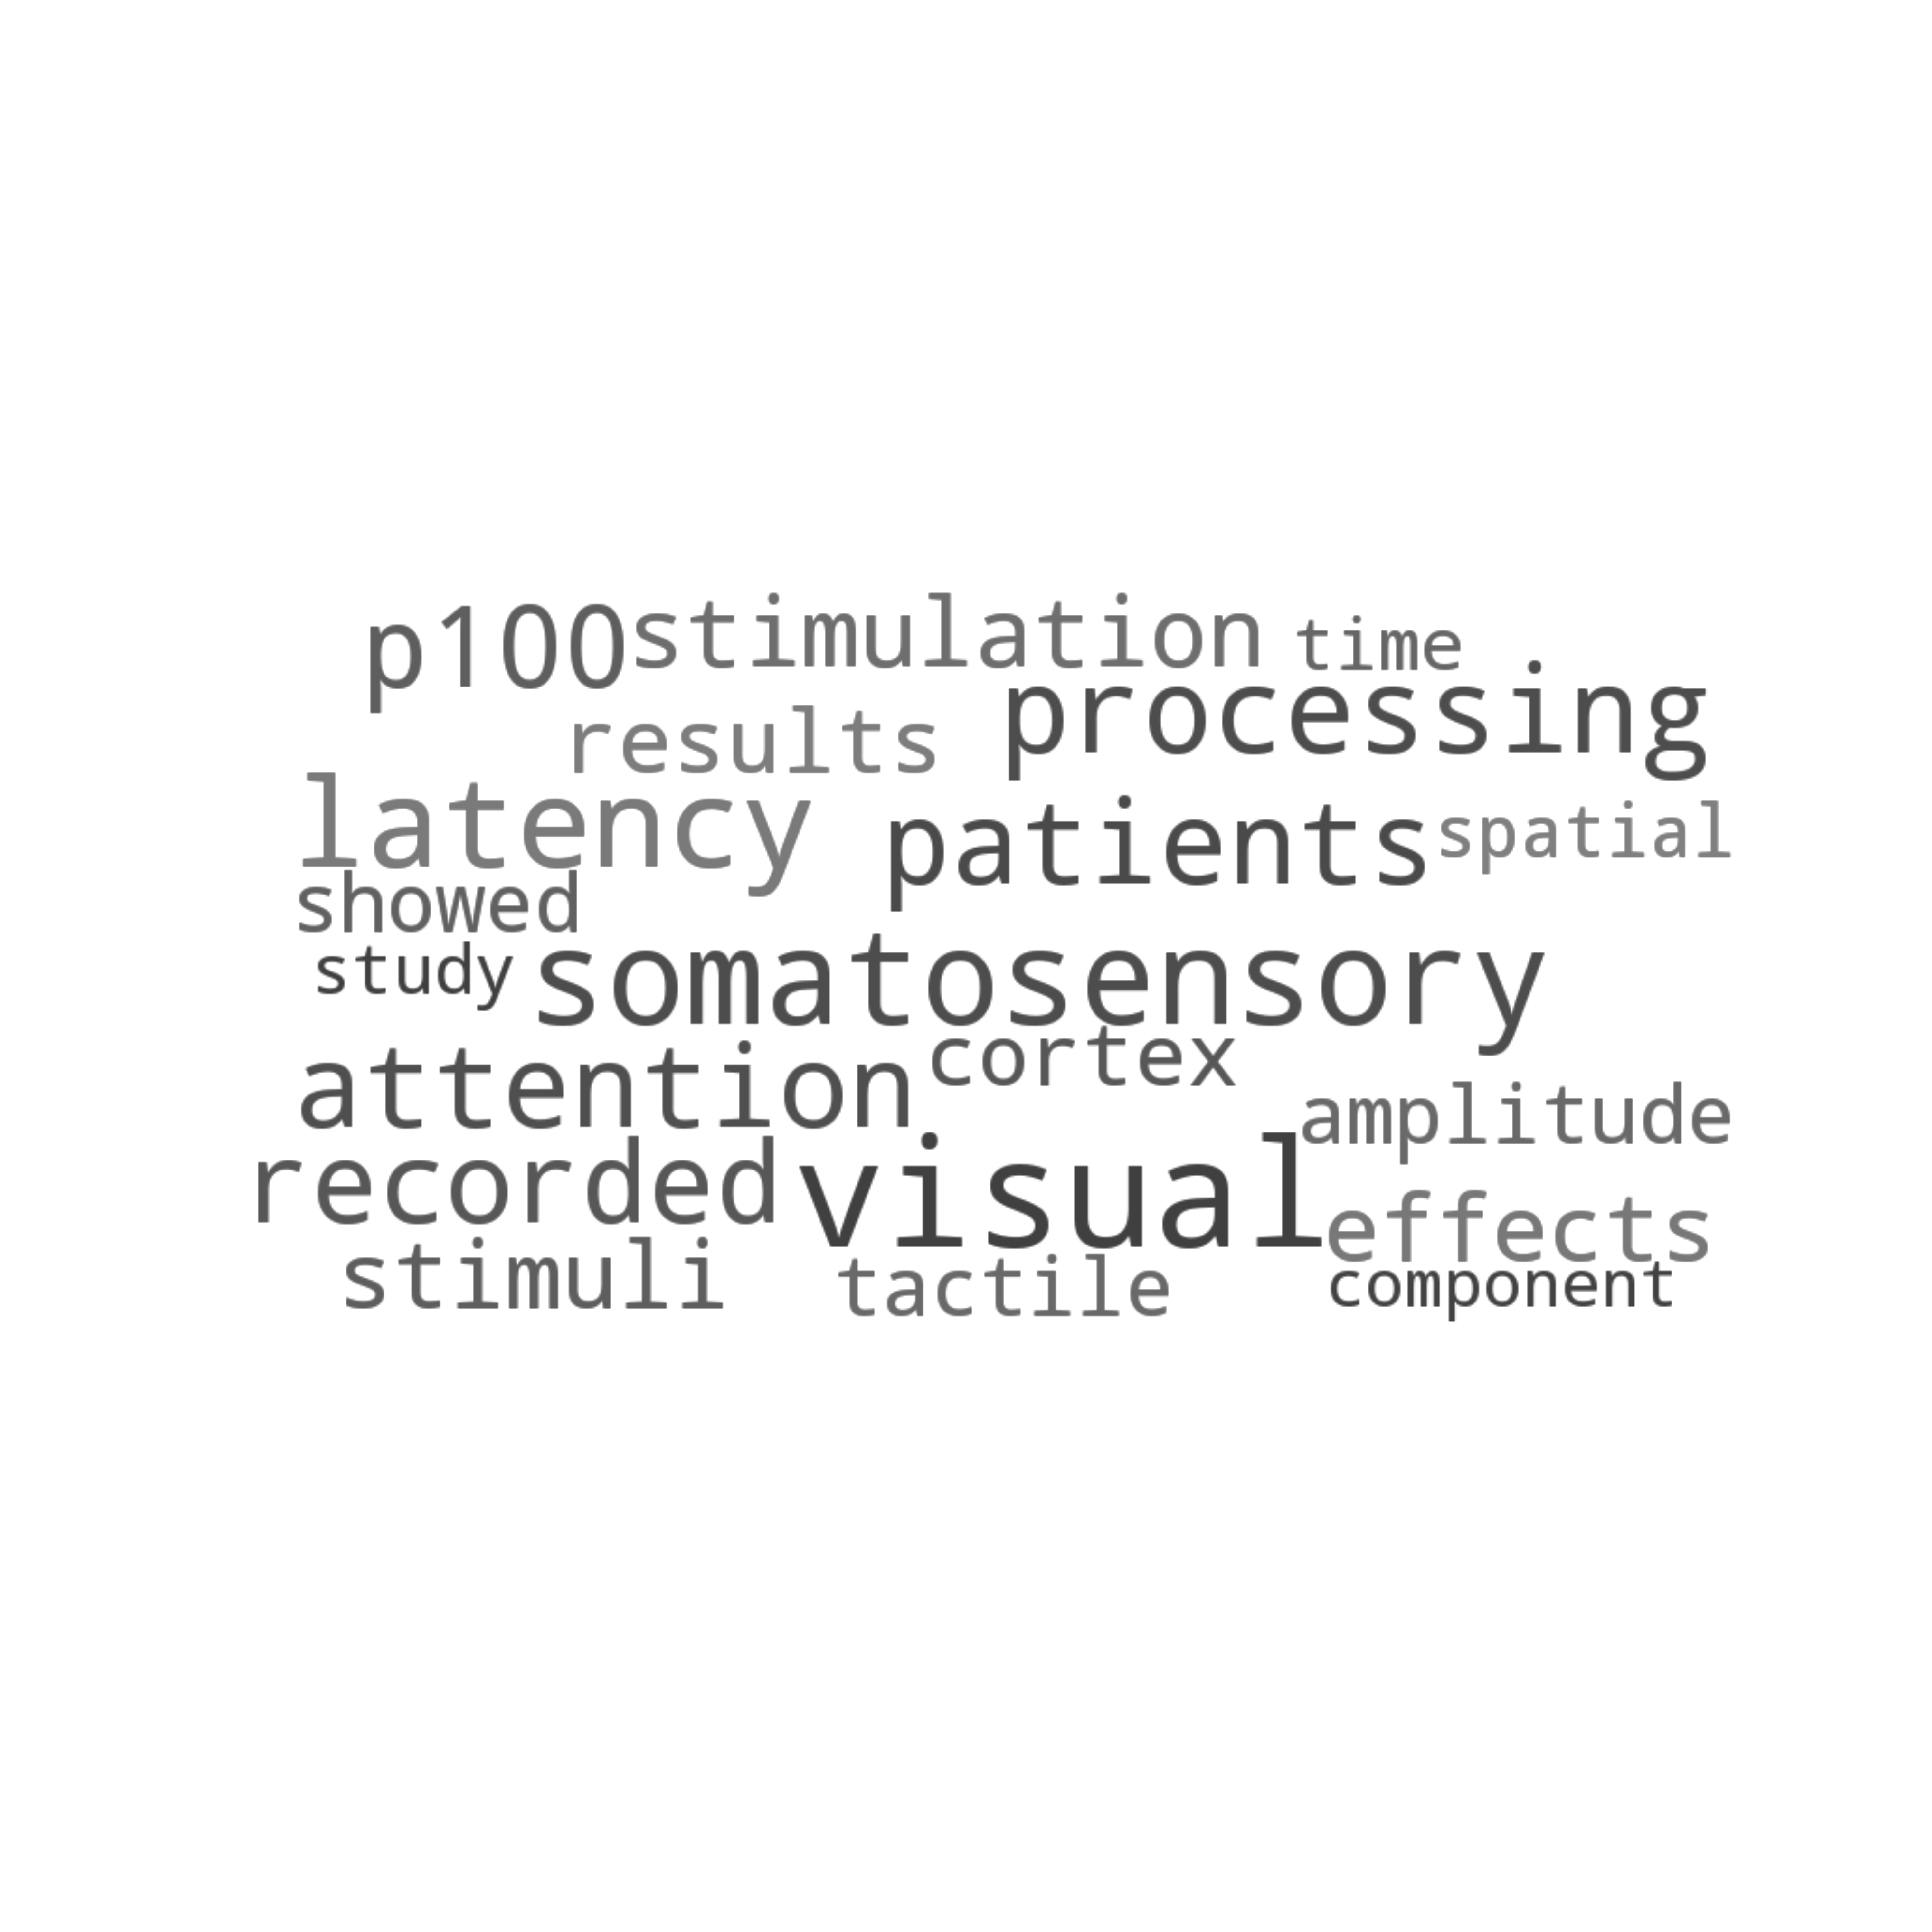 p100 stimulation time
results processing
latency patients spatial
showed
study somatosensory
attention cortex
amplitude
recorded visual effects
stimuli tactile component